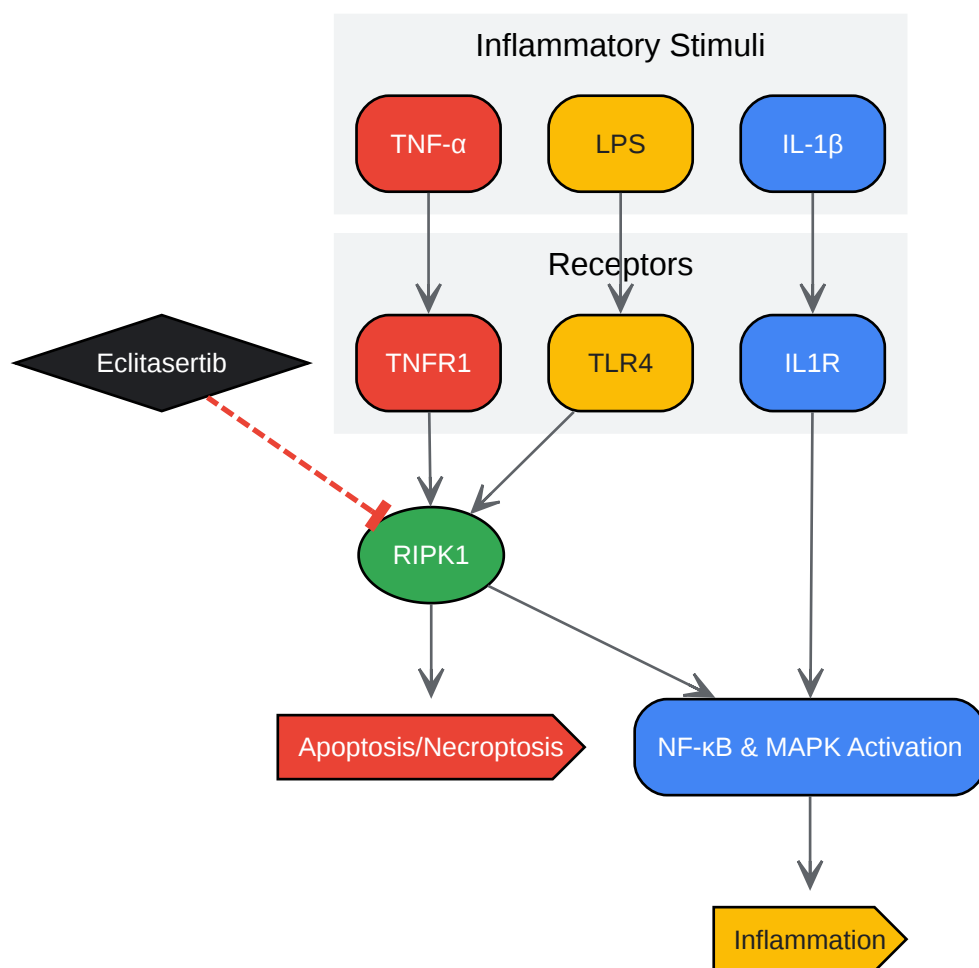 Inflammatory Stimuli
TNF-α
LPS
IL-1β
Receptors
Eclitasertib
TNFR1
TLR4
IL1R
RIPK1
Apoptosis/Necroptosis
NF-κB & MAPK Activation
Inflammation